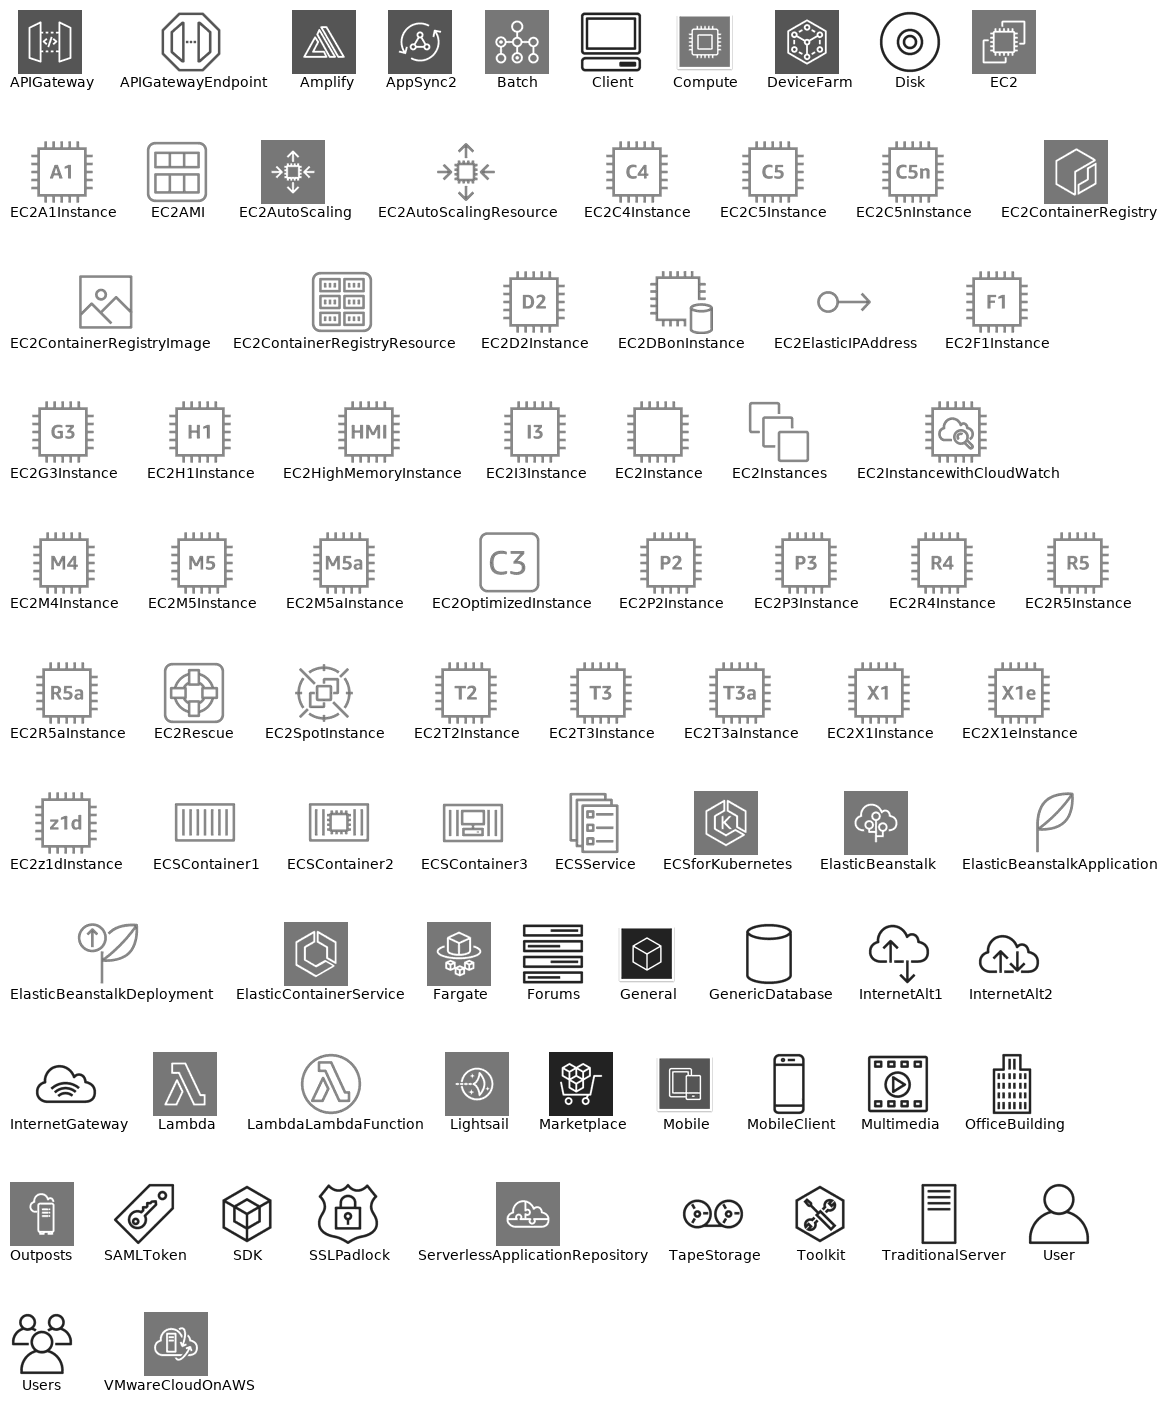 APIGateway APIGatewayEndpoint Amplify AppSync2 Batch Client Compute DeviceFarm Disk EC2
A1 C4 C5 C5n
EC2A1Instance EC2AMI EC2AutoScaling EC2AutoScalingResource EC2C4Instance EC2C5Instance EC2C5nInstance EC2ContainerRegistry
D2 F1
EC2ContainerRegistryImage EC2ContainerRegistryResource EC2D2Instance EC2DBonInstance EC2ElasticIPAddress EC2F1Instance
G3 H1 HMI I3
EC2G3Instance EC2H1Instance EC2HighMemoryInstance EC2I3Instance EC2Instance EC2Instances EC2InstancewithCloudWatch
M4 M5 M5a C3 P2 P3 R4 R5
EC2M4Instance EC2M5Instance EC2M5aInstance EC2OptimizedInstance EC2P2Instance EC2P3Instance EC2R4Instance EC2R5Instance
R5a T2 T3 T3a X1 X1e
EC2R5aInstance EC2Rescue EC2SpotInstance EC2T2Instance EC2T3Instance EC2T3aInstance EC2X1Instance EC2X1eInstance
z1d K
EC2z1dInstance ECSContainer1 ECSContainer2 ECSContainer3 ECSService ECSforKubernetes ElasticBeanstalk ElasticBeanstalkApplication
ElasticBeanstalkDeployment ElasticContainerService Fargate Forums General GenericDatabase InternetAlt1 InternetAlt2
InternetGateway Lambda LambdaLambdaFunction Lightsail Marketplace Mobile MobileClient Multimedia OfficeBuilding
Outposts SAMLToken SDK SSLPadlock ServerlessApplicationRepository TapeStorage Toolkit TraditionalServer User
Users VMwareCloudOnAWS